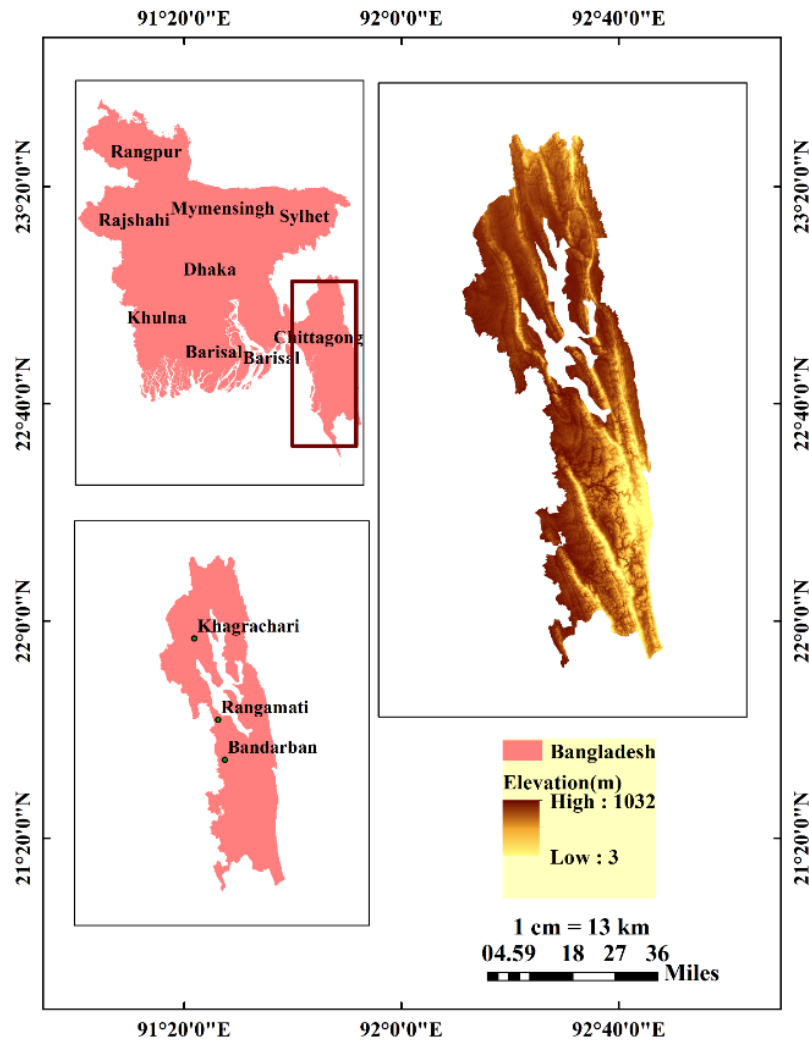 91°20'0"E 92°0'0"E 92°40'0"E
23°20'0"N
22°40'0"N
22°0'0"N
21°20'0"N
Rangpur
Mymensingh
Rajshahi
Sylhet
Dhaka
Khulna
Chittagong
Barisal
Barisal
Khagrachari
Rangamati
Bandarban
Bangladesh
Elevation(m)
High : 1032
Low : 3
1 cm = 13 km
04.59 18 27 36
Miles
23°20'0"N
22°40'0"N
22°0'0"N
21°20'0"N
91°20'0"E 92°0'0"E 92°40'0"E